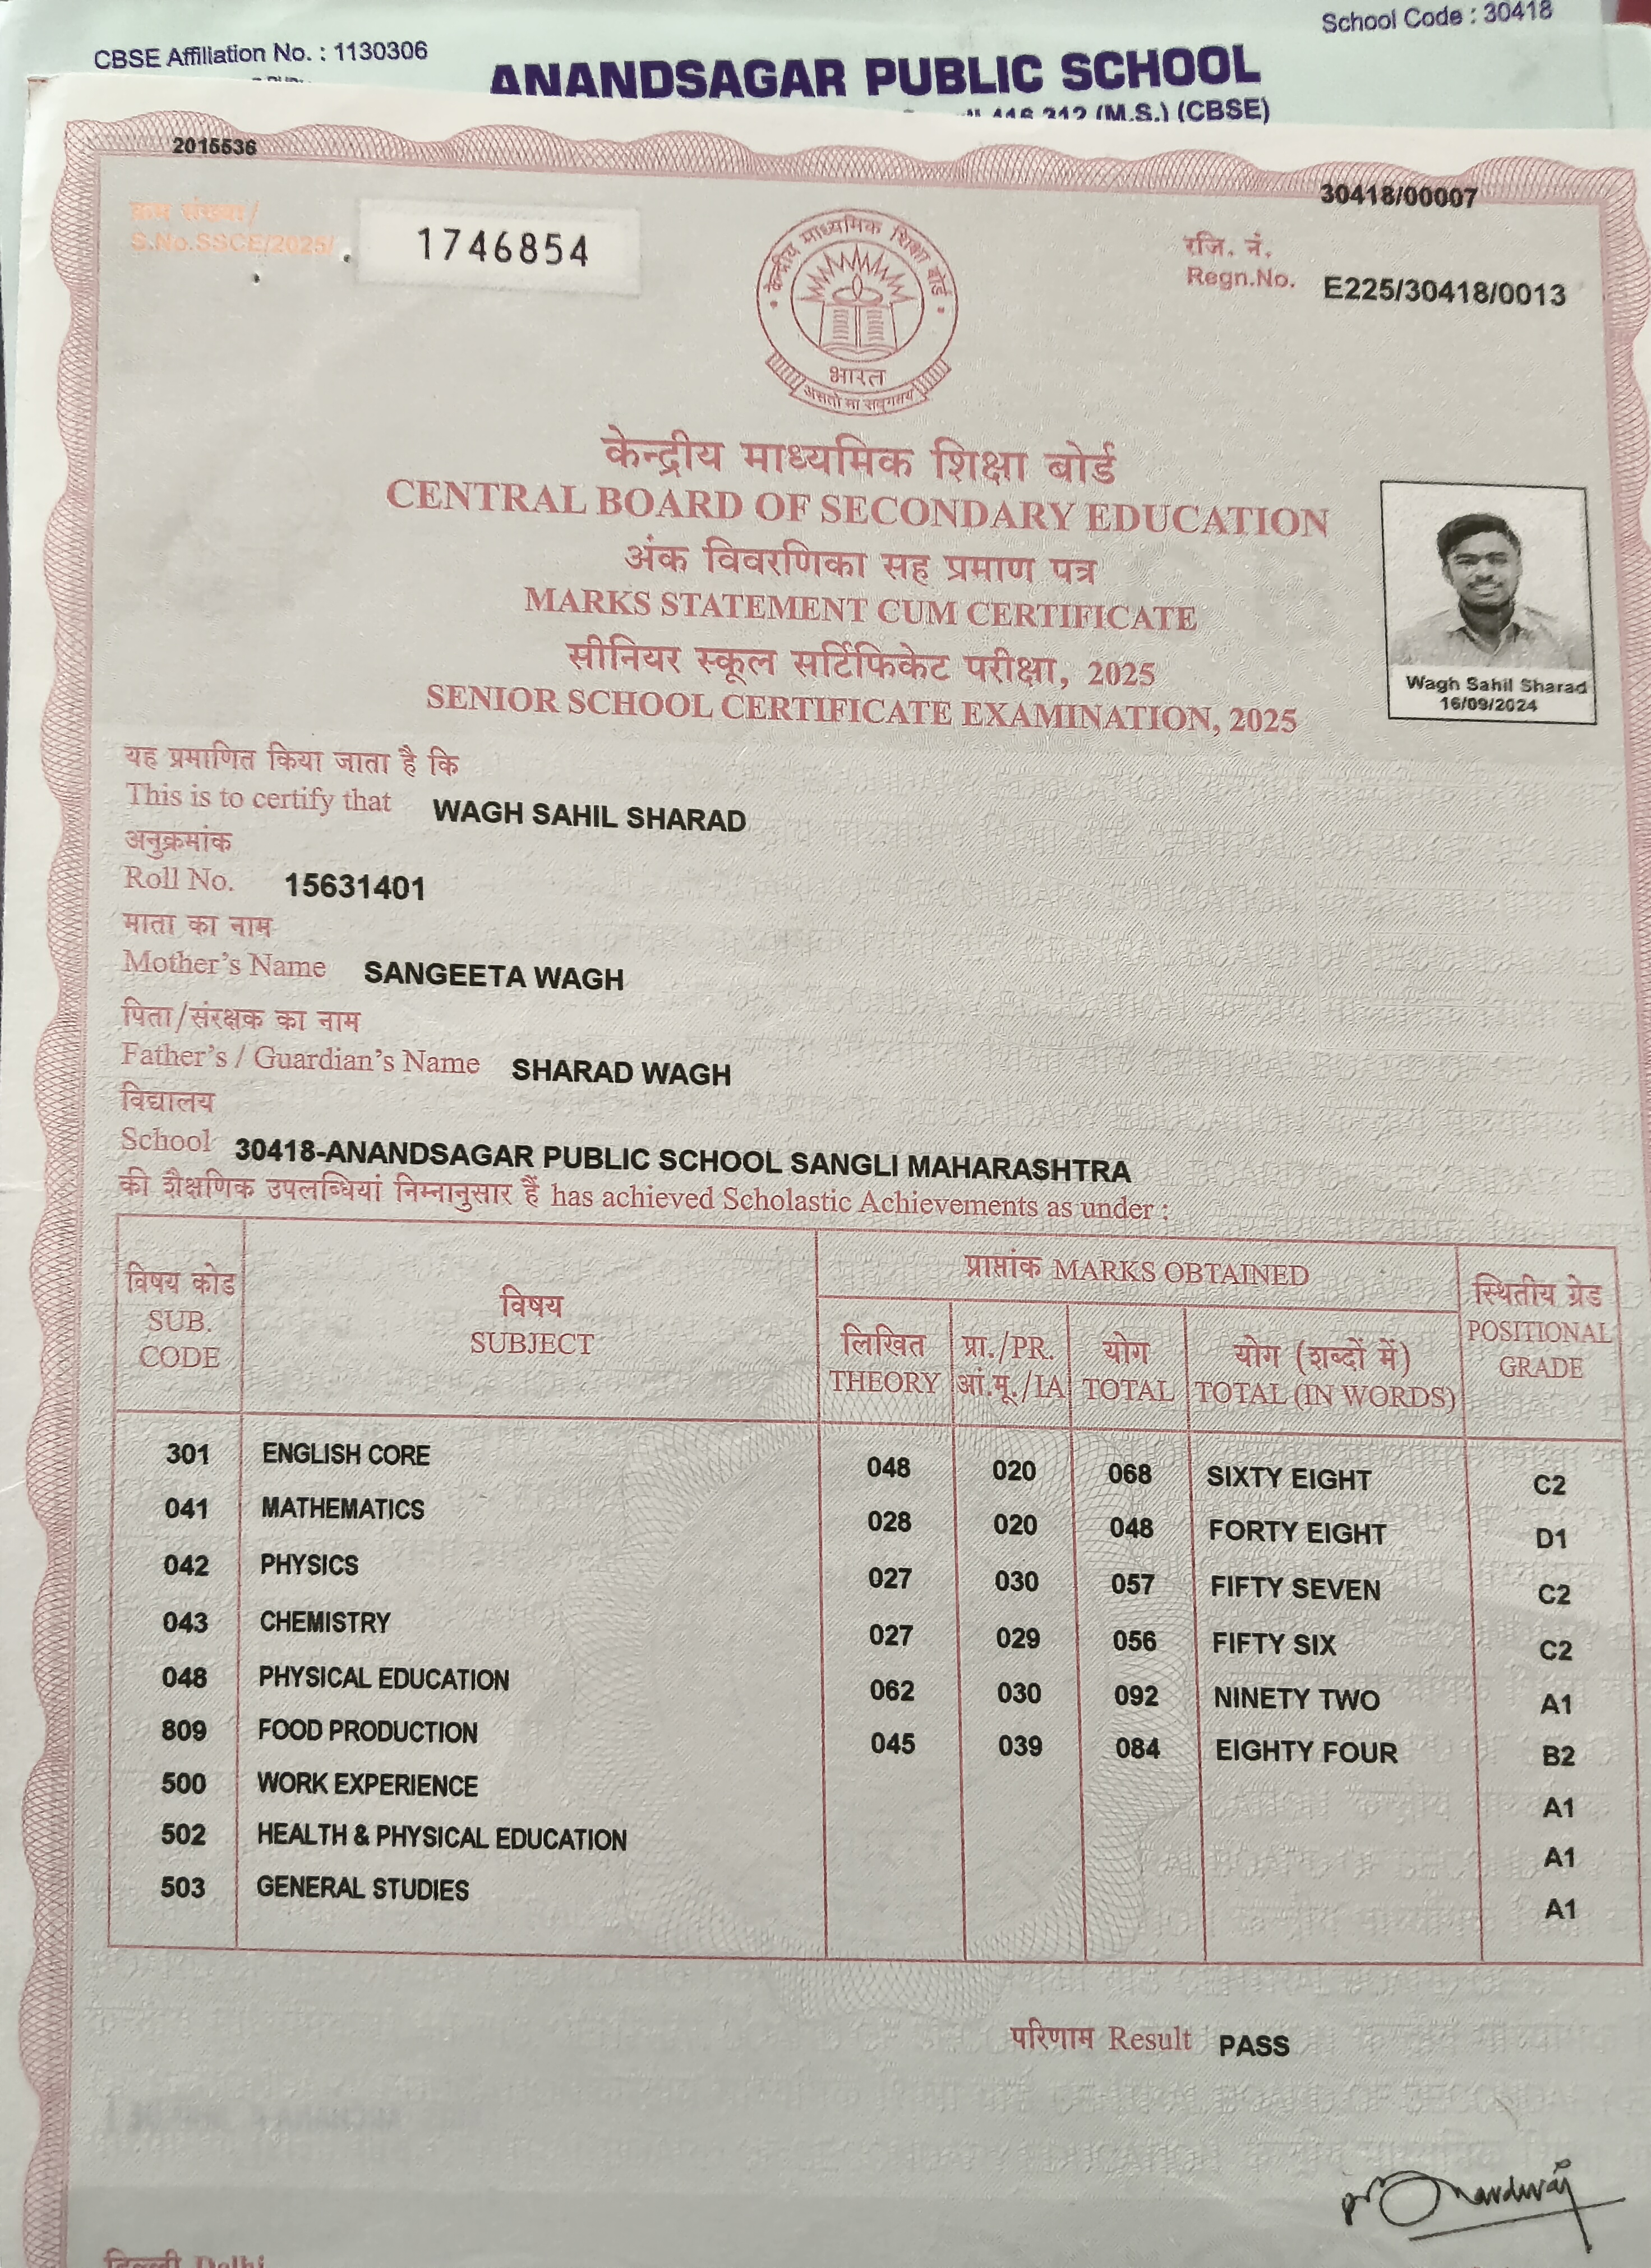 School Code : 30418
CBSE Affiliation No. : 1130306
ANANDSAGAR PUBLIC SCHOOL
416 312 (M.S.) (CBSE)
2015536
30418/00007
क्रम संख्या/
S.No.SSCE/2025/
1746854
केन्द्रीय माध्यमिक शिक्षा बोर्ड
भारत
असतो मा सद्गमय
रजि. नं.
Regn.No. E225/30418/0013
केन्द्रीय माध्यमिक शिक्षा बोर्ड
CENTRAL BOARD OF SECONDARY EDUCATION
अंक विवरणिका सह प्रमाण पत्र
MARKS STATEMENT CUM CERTIFICATE
सीनियर स्कूल सर्टिफिकेट परीक्षा, 2025
SENIOR SCHOOL CERTIFICATE EXAMINATION, 2025
Wagh Sahil Sharad
16/09/2024
यह प्रमाणित किया जाता है कि
This is to certify that WAGH SAHIL SHARAD
अनुक्रमांक
Roll No. 15631401
माता का नाम
Mother's Name SANGEETA WAGH
पिता/संरक्षक का नाम
Father's / Guardian's Name SHARAD WAGH
विद्यालय
School 30418-ANANDSAGAR PUBLIC SCHOOL SANGLI MAHARASHTRA
की शैक्षणिक उपलब्धियां निम्नानुसार हैं has achieved Scholastic Achievements as under :
विषय कोड
SUB.
CODE
विषय
SUBJECT
प्राप्तांक MARKS OBTAINED
लिखित
THEORY
प्रा./PR.
आं.मू./IA
योग
TOTAL
योग (शब्दों में)
TOTAL (IN WORDS)
स्थितीय ग्रेड
POSITIONAL
GRADE
301 ENGLISH CORE 048 020 068 SIXTY EIGHT C2
041 MATHEMATICS 028 020 048 FORTY EIGHT D1
042 PHYSICS 027 030 057 FIFTY SEVEN C2
043 CHEMISTRY 027 029 056 FIFTY SIX C2
048 PHYSICAL EDUCATION 062 030 092 NINETY TWO A1
809 FOOD PRODUCTION 045 039 084 EIGHTY FOUR B2
500 WORK EXPERIENCE A1
502 HEALTH & PHYSICAL EDUCATION A1
503 GENERAL STUDIES A1
परिणाम Result PASS
दिल्ली Delhi